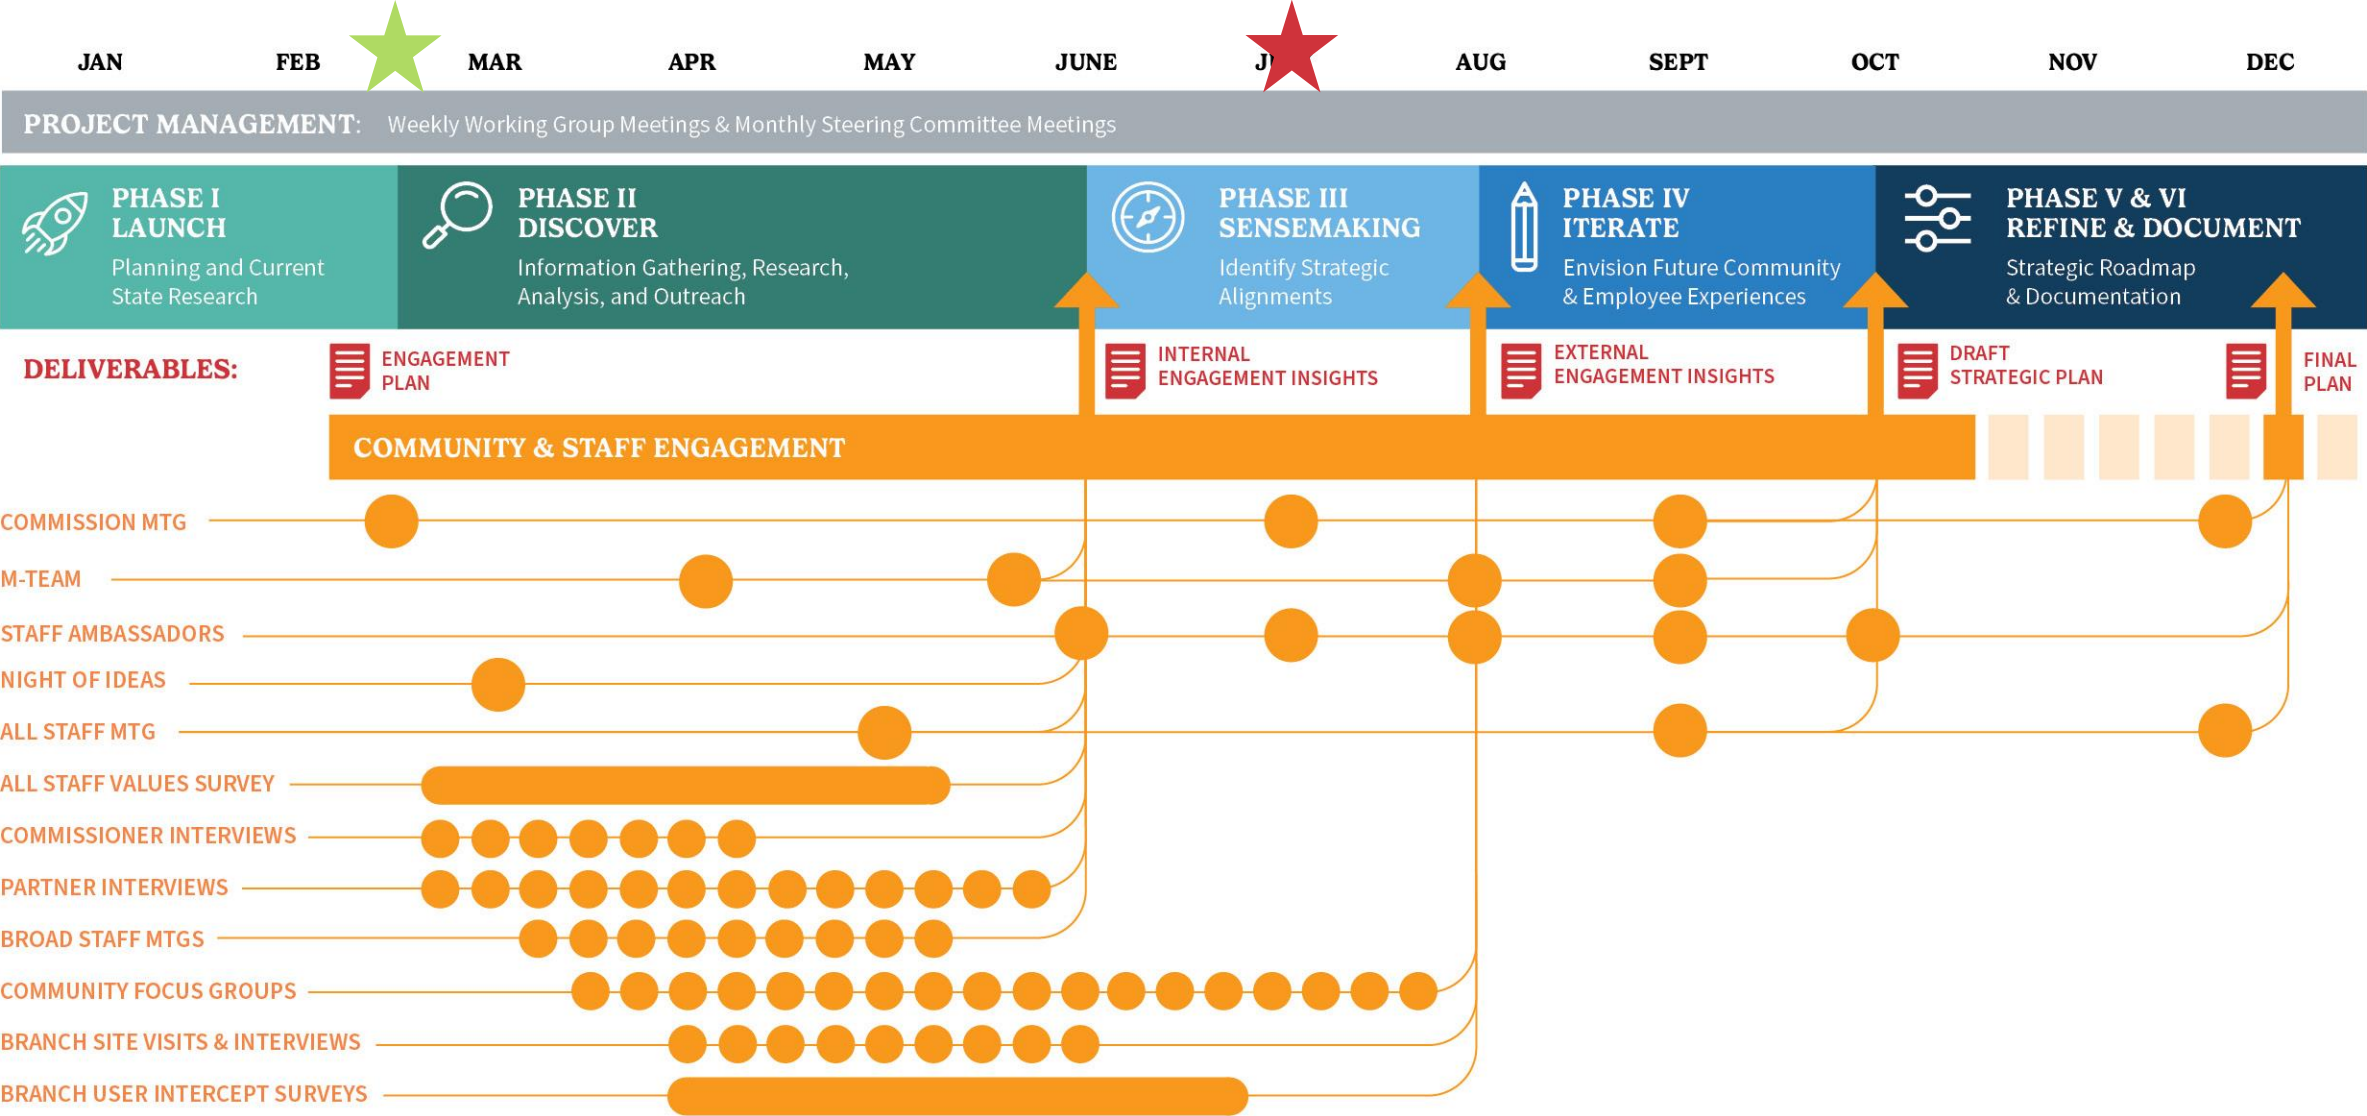 JAN FEB MAR APR MAY JUNE AUG SEPT OCT NOV DEC
PROJECT MANAGEMENT: Weekly Working Group Meetings & Monthly Steering Committee Meetings
PHASE I
LAUNCH
Planning and Current
State Research
PHASE II
DISCOVER
Information Gathering, Research,
Analysis, and Outreach
PHASE III
SENSEMAKING
Identify Strategic
Alignments
PHASE IV
ITERATE
Envision Future Community
& Employee Experiences
PHASE V & VI
REFINE & DOCUMENT
Strategic Roadmap
& Documentation
DELIVERABLES:
ENGAGEMENT
PLAN
INTERNAL
ENGAGEMENT INSIGHTS
EXTERNAL
ENGAGEMENT INSIGHTS
DRAFT
STRATEGIC PLAN
FINAL
PLAN
COMMUNITY & STAFF ENGAGEMENT
COMMISSION MTG
M-TEAM
STAFF AMBASSADORS
NIGHT OF IDEAS
ALL STAFF MTG
ALL STAFF VALUES SURVEY
COMMISSIONER INTERVIEWS
PARTNER INTERVIEWS
BROAD STAFF MTGS
COMMUNITY FOCUS GROUPS
BRANCH SITE VISITS & INTERVIEWS
BRANCH USER INTERCEPT SURVEYS